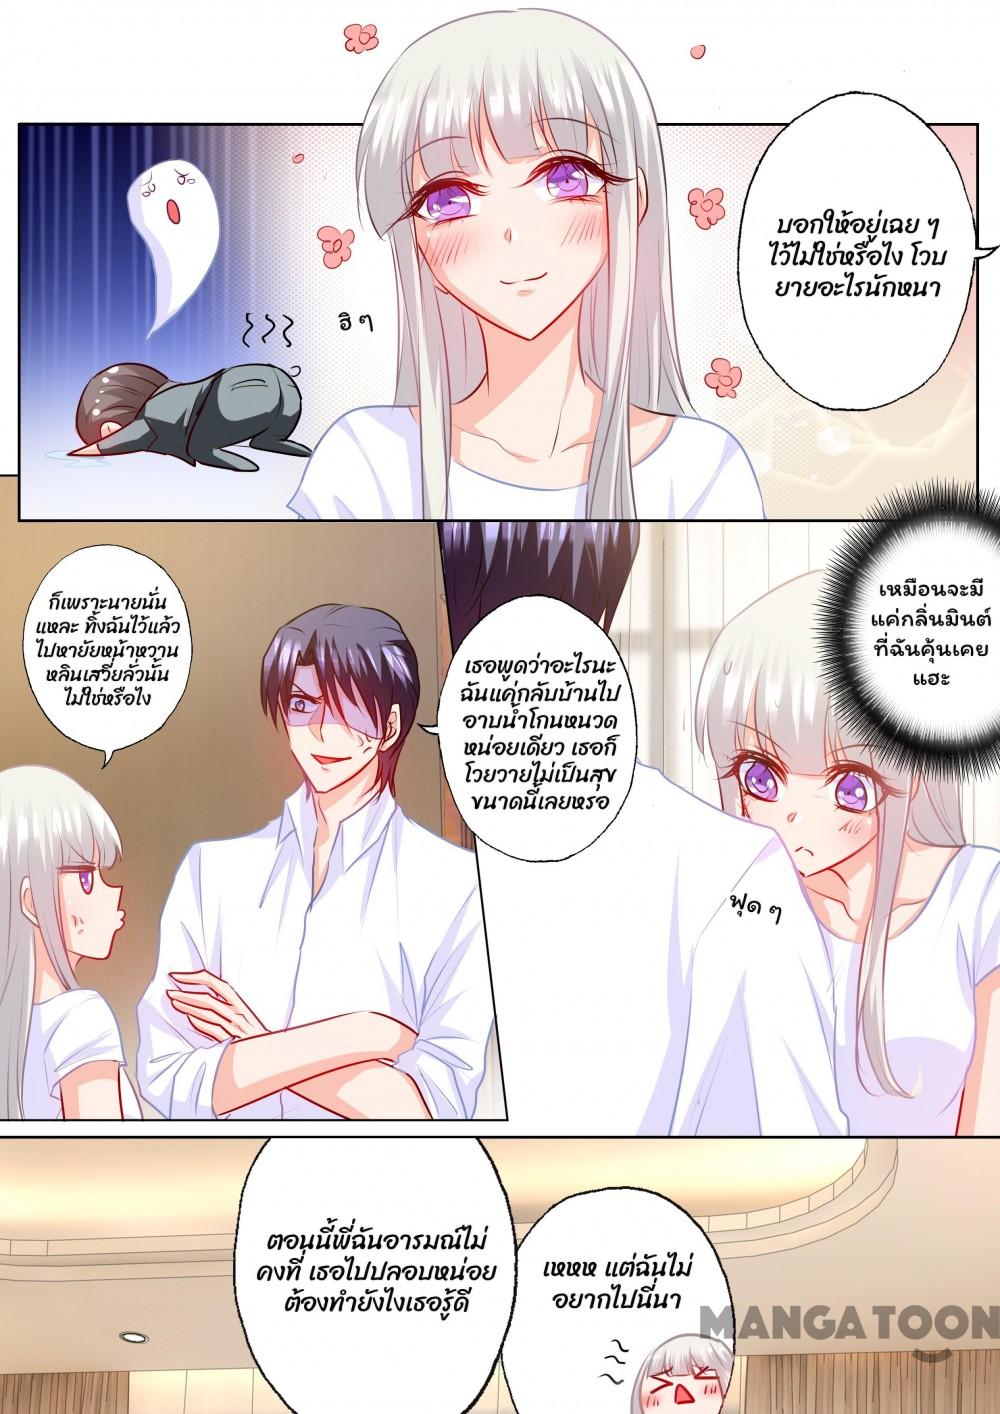 บอกให้อยู่เฉย ๆ
ไว้ไม่ใช่หรือไง โวบ
ยายอะไรนักหนา
ฮิ ๆ
ก็เพราะนายนั่น
แหละ ทิ้งฉันไว้แล้ว
ไปหายัยหน้าหวาน
หลินเสวี่ยลั่วนั้น
ไม่ใช่หรือไง
เธอพูดว่าอะไรนะ
ฉันแค่กลับบ้านไป
อาบน้ำโกนหนวด
หน่อยเดียว เธอก็
โวยวายไม่เป็นสุข
ขนาดนี้เลยหรอ
เหมือนจะมี
แค่กลิ่นมินต์
ที่ฉันคุ้นเคย
แฮะ
ฟุด ๆ
ตอนนี้พี่ฉันอารมณ์ไม่
คงที่ เธอไปปลอบหน่อย
ต้องทำยังไงเธอรู้ดี
เหหห แต่ฉันไม่
อยากไปนี่นา
MANGATOON